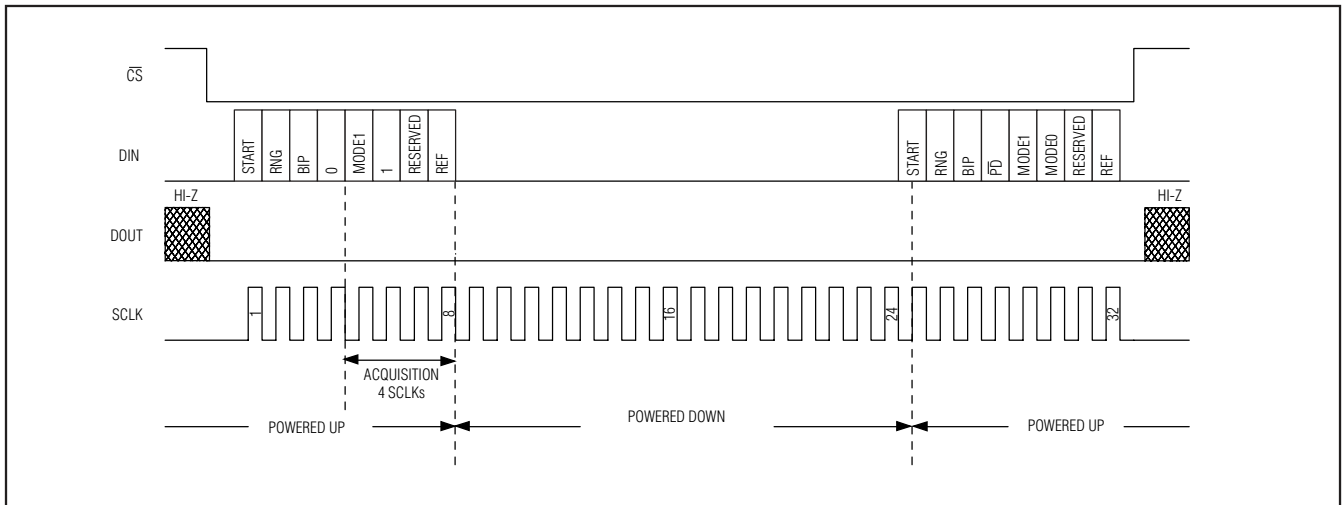 CS
DIN
START
RNG
BIP
0
MODE1
1
RESERVED
REF
START
RNG
BIP
PD
MODE1
MODE0
RESERVED
REF
HI-Z
HI-Z
DOUT
SCLK
1
8
16
24
32
ACQUISITION
4 SCLKs
POWERED UP
POWERED DOWN
POWERED UP